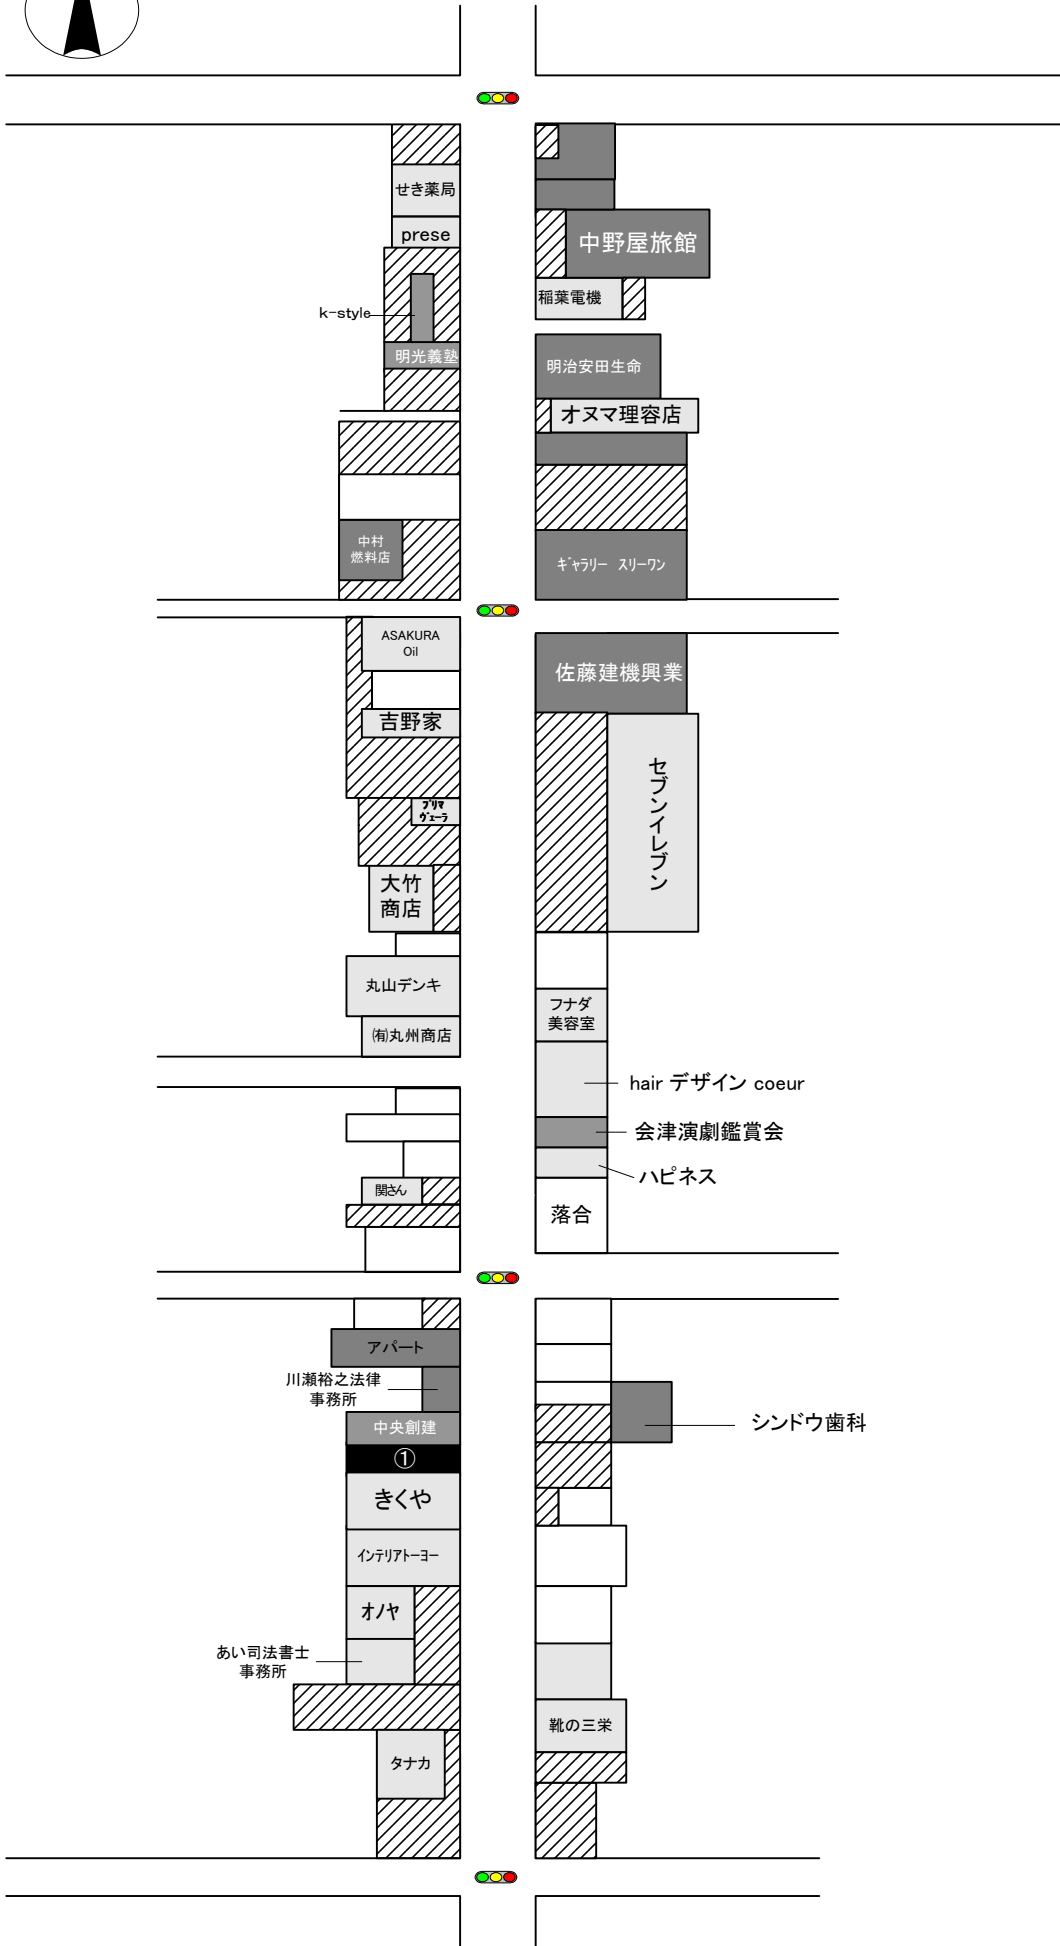 せき薬局
prese
k-style
明光義塾
中村
燃料店
中野屋旅館
稲葉電機
明治安田生命
オヌマ理容店
ｷﾞｬﾗﾘｰ ｽﾘｰﾜﾝ
ASAKURA
Oil
吉野家
ﾌﾟﾘﾏ
ｳﾞｪｰﾗ
大竹
商店
丸山デンキ
㈲丸州商店
関さん
佐藤建機興業
セブンイレブン
フナダ
美容室
hair デザイン coeur
会津演劇鑑賞会
ハピネス
落合
アパート
川瀬裕之法律
事務所
中央創建
①
きくや
ｲﾝﾃﾘｱﾄｰﾖｰ
オノヤ
あい司法書士
事務所
タナカ
シンドウ歯科
靴の三栄